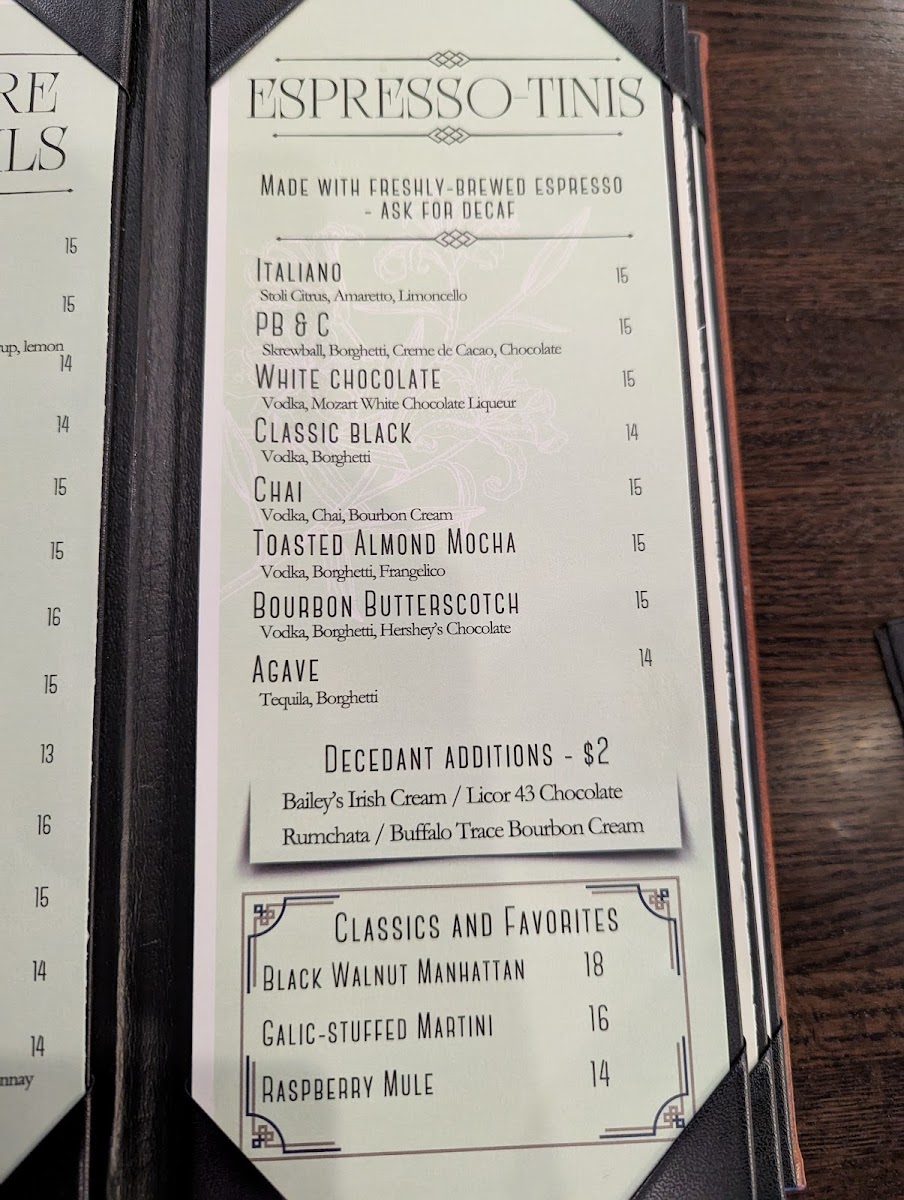 RE
LS
15
15
up, lemon
14
14
15
15
16
15
13
16
15
14
14
nnay
ESPRESSO-TINIS
MADE WITH FRESHLY-BREWED ESPRESSO
- ASK FOR DECAF
ITALIANO 15
Stoli Citrus, Amaretto, Limoncello
PB & C 15
Skrewball, Borghetti, Creme de Cacao, Chocolate
WHITE CHOCOLATE 15
Vodka, Mozart White Chocolate Liqueur
CLASSIC BLACK 14
Vodka, Borghetti
CHAI 15
Vodka, Chai, Bourbon Cream
TOASTED ALMOND MOCHA 15
Vodka, Borghetti, Frangelico
BOURBON BUTTERSCOTCH 15
Vodka, Borghetti, Hershey's Chocolate
AGAVE 14
Tequila, Borghetti
DECEDANT ADDITIONS - $2
Bailey's Irish Cream / Licor 43 Chocolate
Rumchata / Buffalo Trace Bourbon Cream
CLASSICS AND FAVORITES
BLACK WALNUT MANHATTAN 18
GALIC-STUFFED MARTINI 16
RASPBERRY MULE 14